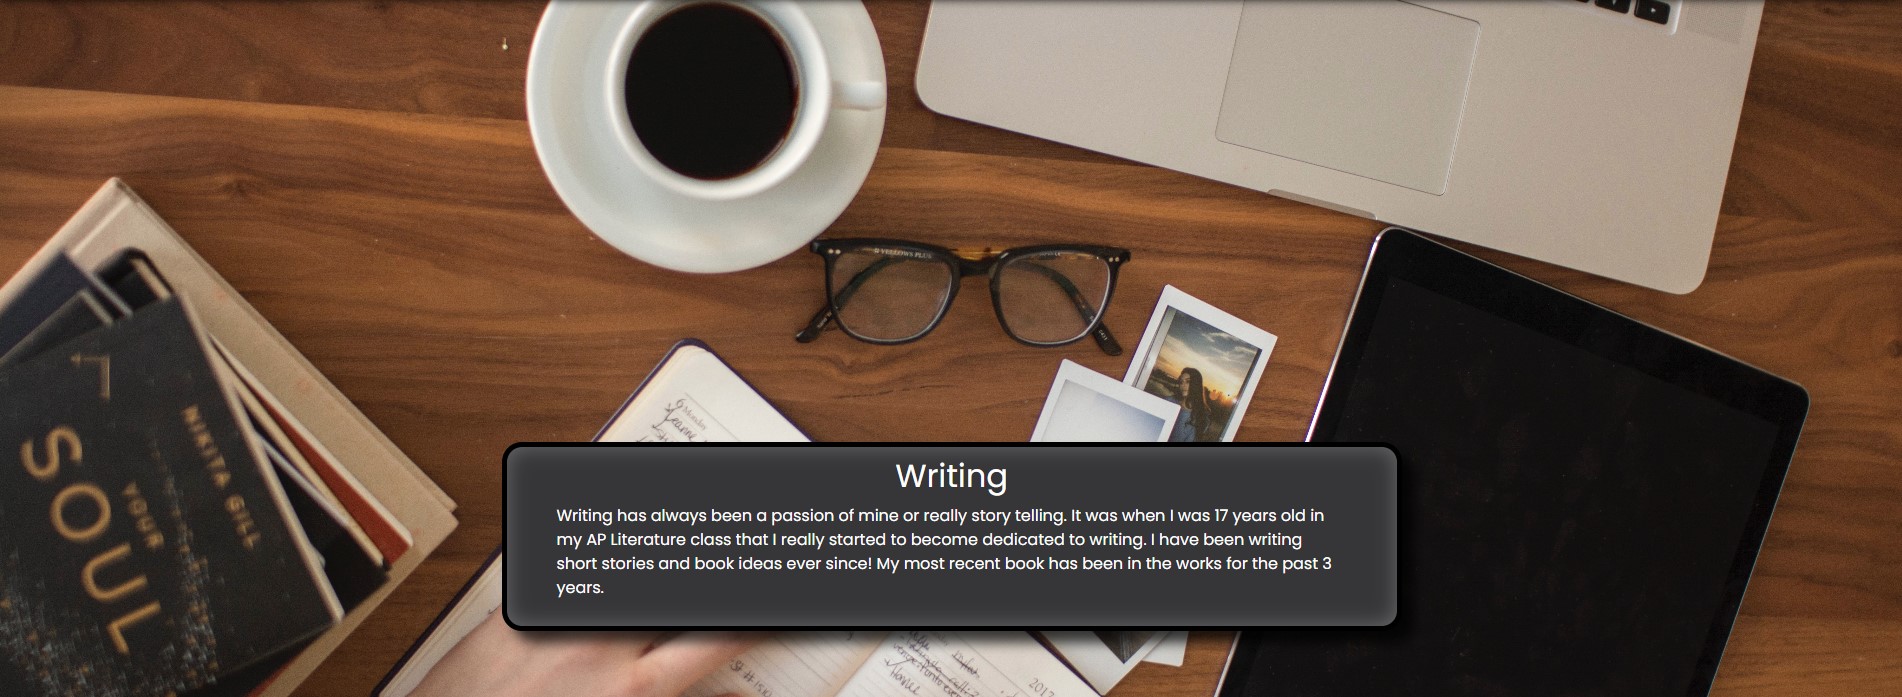 NIKITA GILL
YOUR
SOUL
6 Monday
Writing
Writing has always been a passion of mine or really story telling. It was when I was 17 years old in
my AP Literature class that I really started to become dedicated to writing. I have been writing
short stories and book ideas ever since! My most recent book has been in the works for the past 3
years.
2017